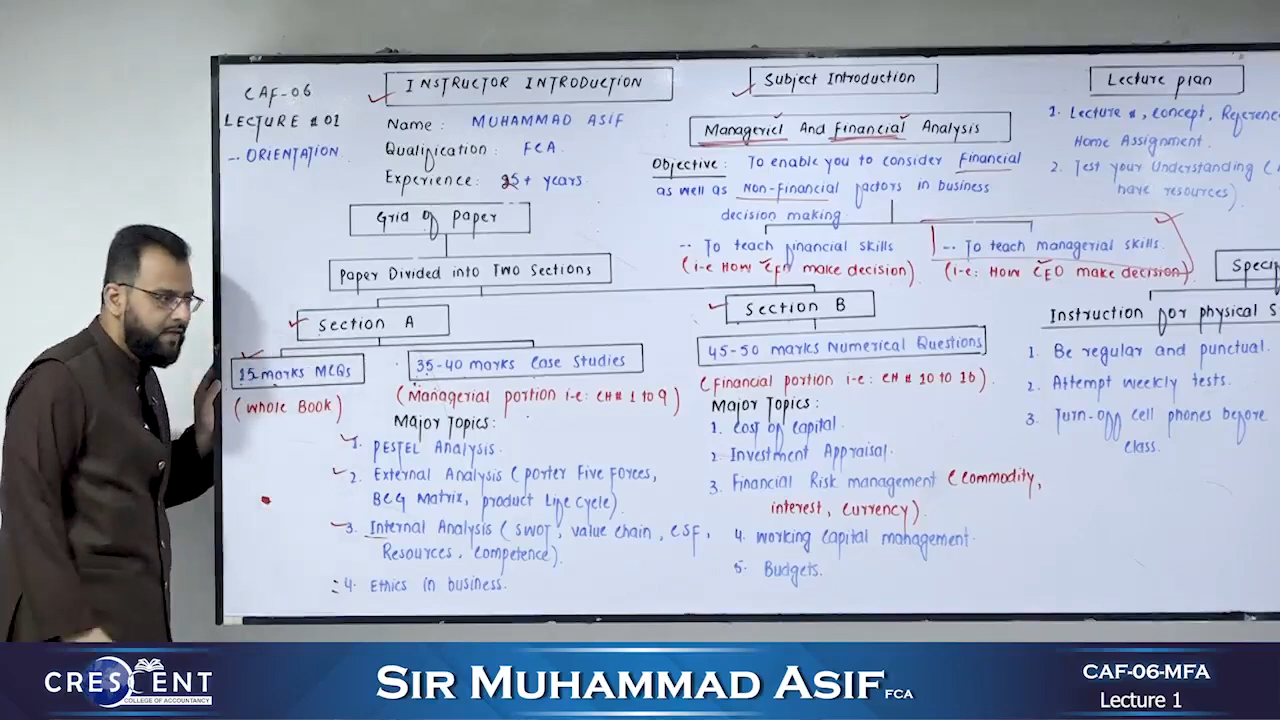 CAF-06
LECTURE # 01
-- ORIENTATION
INSTRUCTOR INTRODUCTION
Name: MUHAMMAD ASIF
Qualification: FCA
Experience: + years
Grid of paper
Paper Divided into Two Sections
Section A
15 marks MCQs
(Whole Book)
35-40 marks Case Studies
(Managerial portion i-e: CH# 1 to 9)
Major Topics:
1. PESTEL Analysis.
2. External Analysis (Porter Five Forces,
BCG Matrix, product Life Cycle)
3. Internal Analysis (SWOT, value chain, CSF,
Resources, Competence).
4. Ethics in business.
Subject Introduction
Managerial And Financial Analysis
Objective: To enable you to consider Financial
as well as Non-financial factors in business
decision making
-- To teach financial skills
(i-e How CFO make decision)
-- To teach managerial skills.
(i-e: How CEO make decision)
Section B
45-50 marks Numerical Questions
(Financial portion i-e: CH # 10 to 16)
Major Topics:
1. Cost of capital.
2. Investment Appraisal.
3. Financial Risk management (Commodity,
interest, currency).
4. Working Capital management.
5. Budgets.
Lecture plan
1. Lecture #, concept, Referenc
Home Assignment.
2. Test your Understanding (
have resources).
Speci
Instruction for physical S
1. Be regular and punctual.
2. Attempt weekly tests.
3. Turn-off cell phones before
class.
CRESCENT
COLLEGE OF ACCOUNTANCY
SIR MUHAMMAD ASIF FCA
CAF-06-MFA
Lecture 1